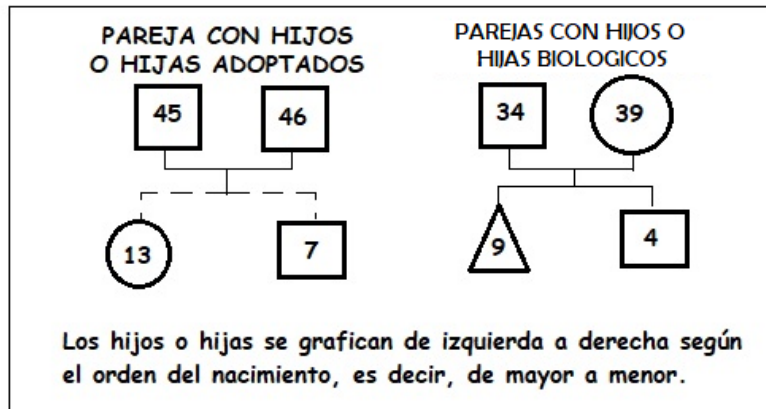 PAREJA CON HIJOS
O HIJAS ADOPTADOS
45 46
13 7
PAREJAS CON HIJOS O
HIJAS BIOLOGICOS
34 39
9 4
Los hijos o hijas se grafican de izquierda a derecha según
el orden del nacimiento, es decir, de mayor a menor.